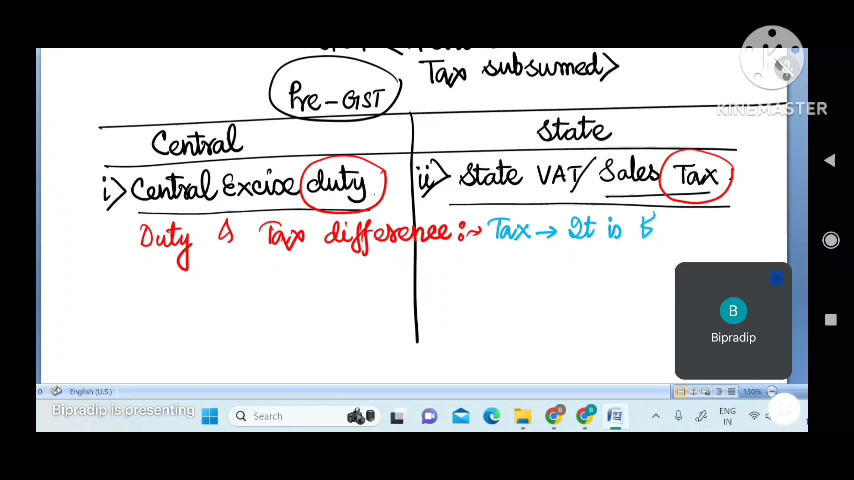 Tax subsumed>
Pre-GST
KINEMASTER
Central
State
i> Central Excise duty
ii> State VAT/Sales Tax.
Duty & Tax difference :~ Tax → It is
B
Bipradip
English (U.S.)
130%
Bipradip is presenting
Search
ENG
IN